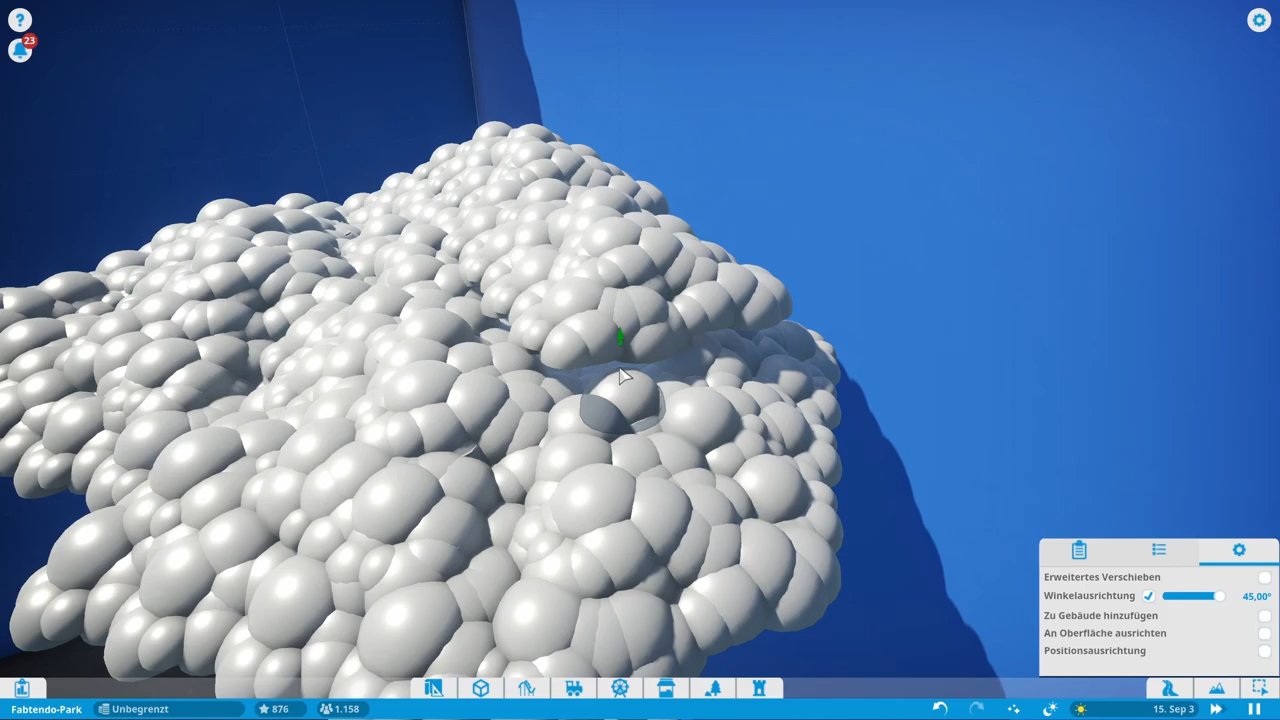 ?
23
Erweitertes Verschieben
Winkelausrichtung 45,00°
Zu Gebäude hinzufügen
An Oberfläche ausrichten
Positionsausrichtung
Fabtendo-Park Unbegrenzt 876 1.158 15. Sep 3